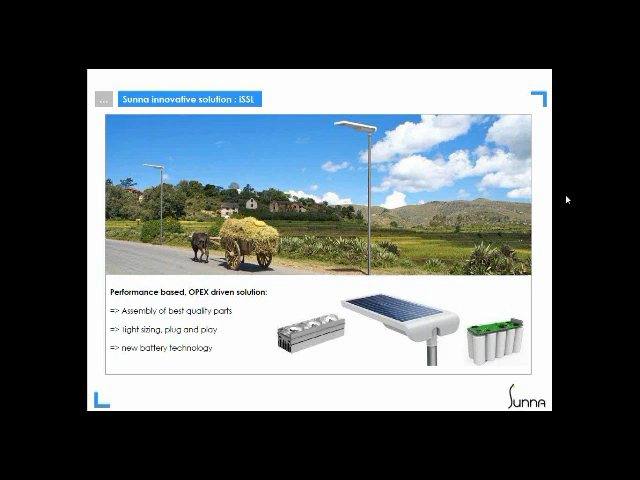 ...
Sunna innovative solution : iSSL
Performance based, OPEX driven solution:
=> Assembly of best quality parts
=> Tight sizing, plug and play
=> new battery technology
Sunna